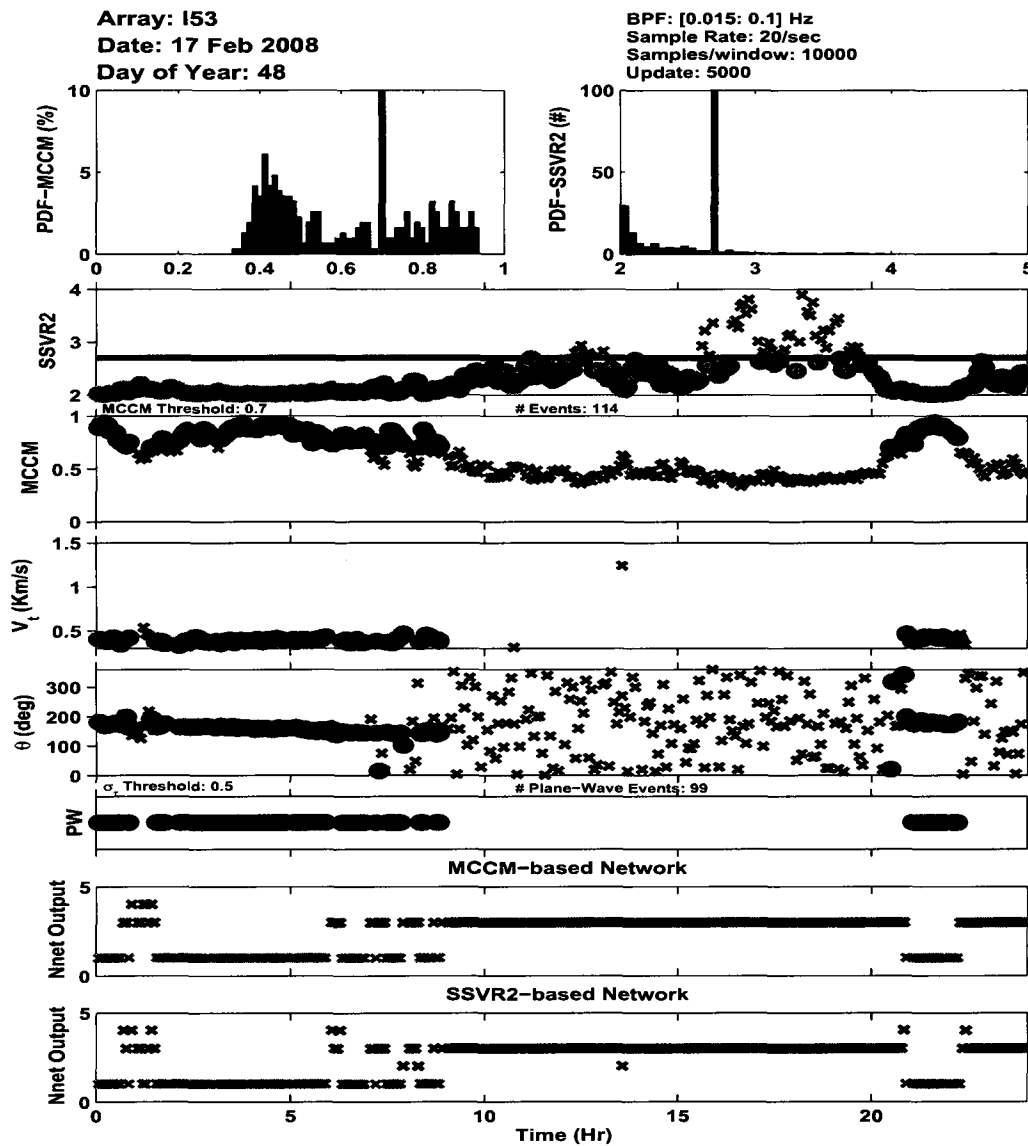 Array: I53
Date: 17 Feb 2008
Day of Year: 48
BPF: [0.015: 0.1] Hz
Sample Rate: 20/sec
Samples/window: 10000
Update: 5000
PDF-MCCM (%)
10
5
0
0 0.2 0.4 0.6 0.8 1
PDF-SSVR2 (#)
100
50
0
2 3 4 5
SSVR2
4
3
2
MCCM Threshold: 0.7 # Events: 114
MCCM
1
0.5
0
V_t (Km/s)
1.5
1
0.5
θ (deg)
300
200
100
0
σ_τ Threshold: 0.5 # Plane-Wave Events: 99
PW
MCCM-based Network
Nnet Output
5
0
SSVR2-based Network
Nnet Output
5
0
0 5 10 15 20
Time (Hr)